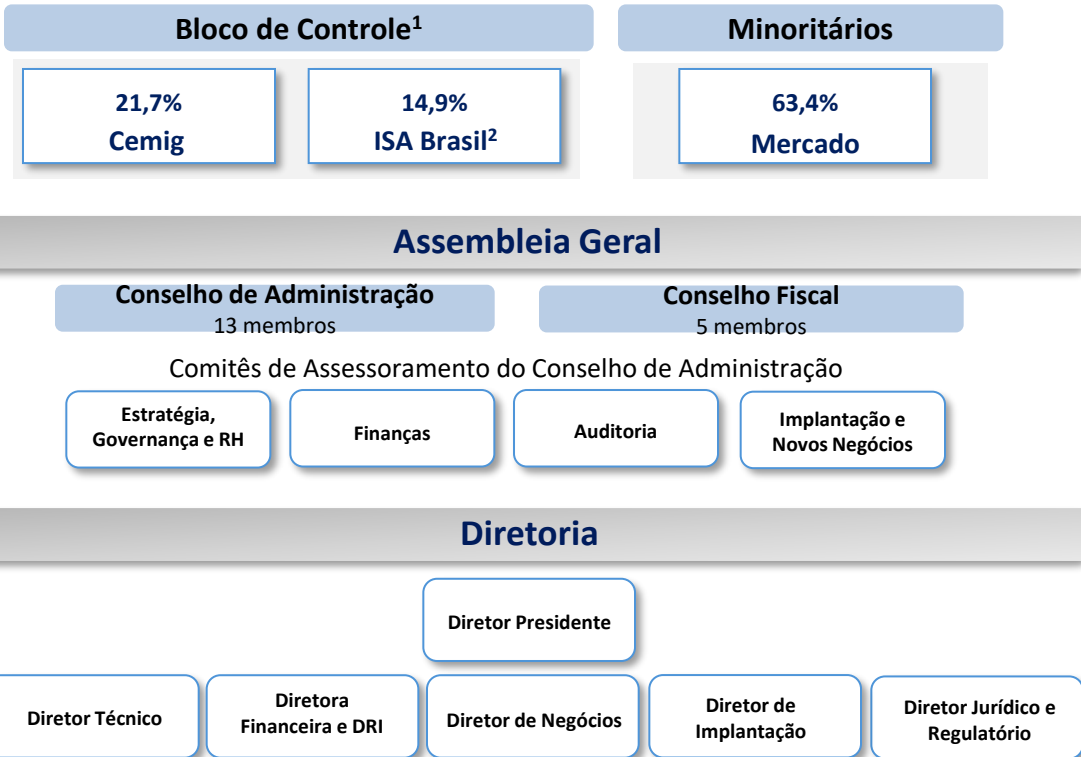 Bloco de Controle¹
Minoritários
21,7%
Cemig
14,9%
ISA Brasil²
63,4%
Mercado
Assembleia Geral
Conselho de Administração
13 membros
Conselho Fiscal
5 membros
Comitês de Assessoramento do Conselho de Administração
Estratégia,
Governança e RH
Finanças
Auditoria
Implantação e
Novos Negócios
Diretoria
Diretor Presidente
Diretor Técnico
Diretora
Financeira e DRI
Diretor de Negócios
Diretor de
Implantação
Diretor Jurídico e
Regulatório